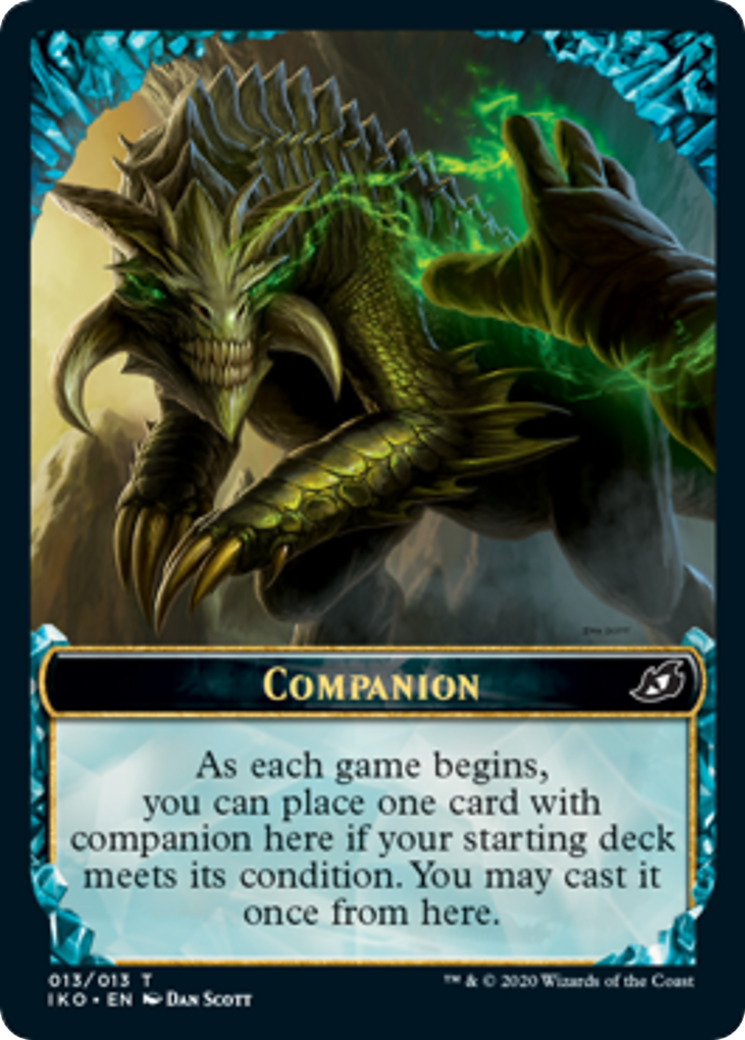 DAN SCOTT
COMPANION
As each game begins,
you can place one card with
companion here if your starting deck
meets its condition. You may cast it
once from here.
013/013 T
IKO • EN DAN SCOTT
™ & © 2020 Wizards of the Coast